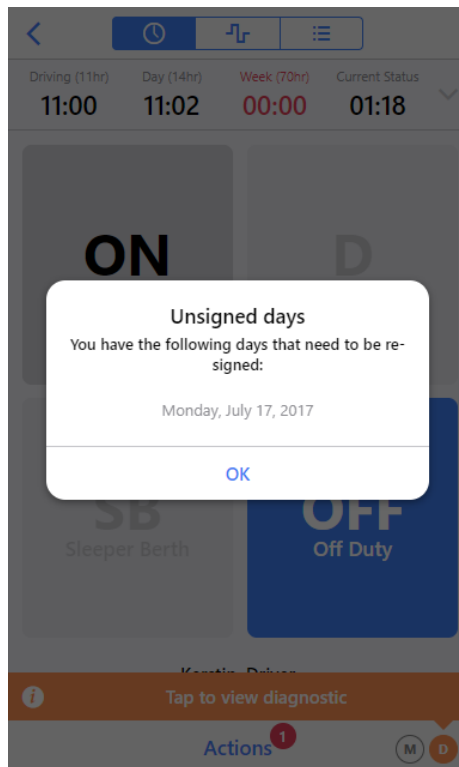 Driving (11hr) Day (14hr) Week (70hr) Current Status
11:00 11:02 00:00 01:18
ON D
Unsigned days
You have the following days that need to be re-
signed:
Monday, July 17, 2017
OK
SB OFF
Sleeper Berth Off Duty
Tap to view diagnostic
Actions 1 M D